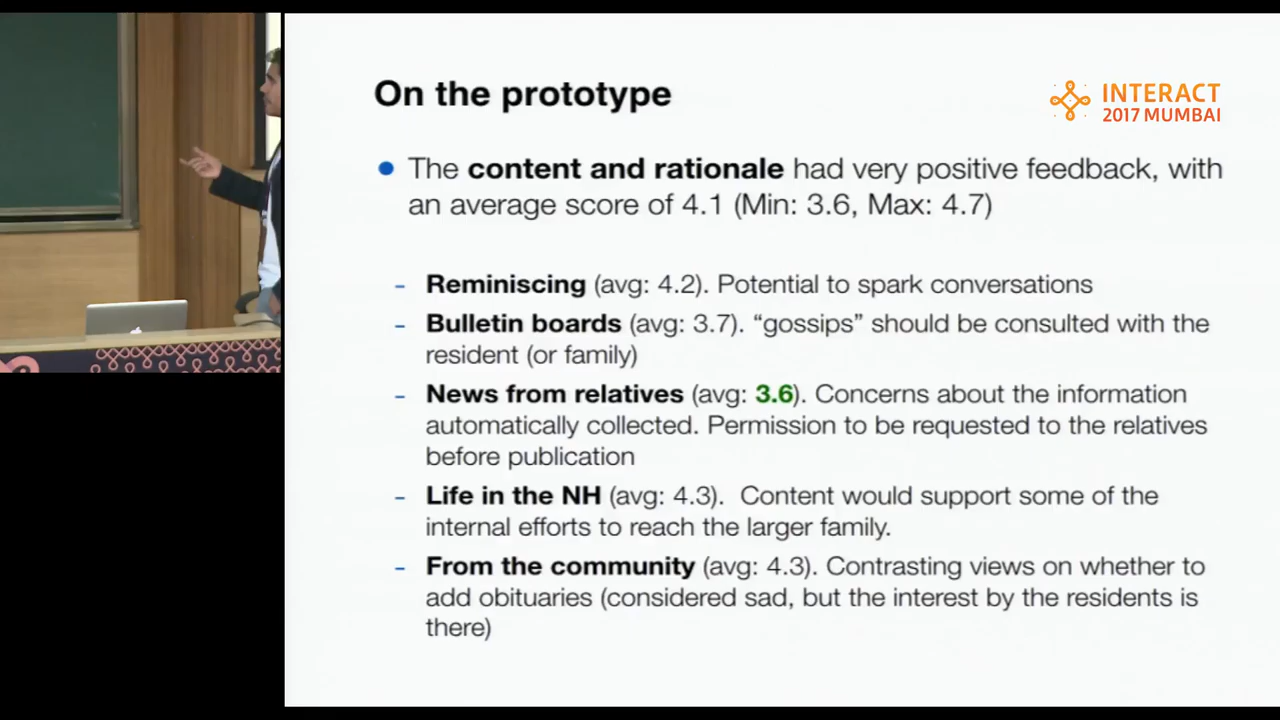 On the prototype
INTERACT
2017 MUMBAI
The content and rationale had very positive feedback, with
an average score of 4.1 (Min: 3.6, Max: 4.7)
- Reminiscing (avg: 4.2). Potential to spark conversations
- Bulletin boards (avg: 3.7). “gossips” should be consulted with the
resident (or family)
- News from relatives (avg: 3.6). Concerns about the information
automatically collected. Permission to be requested to the relatives
before publication
- Life in the NH (avg: 4.3). Content would support some of the
internal efforts to reach the larger family.
- From the community (avg: 4.3). Contrasting views on whether to
add obituaries (considered sad, but the interest by the residents is
there)